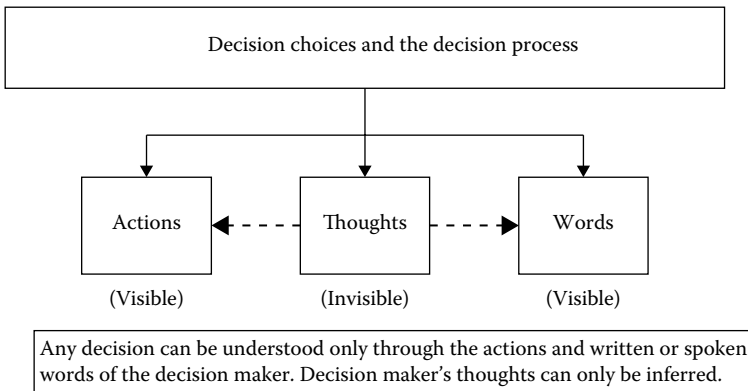 Decision choices and the decision process
Actions
Thoughts
Words
(Visible)
(Invisible)
(Visible)
Any decision can be understood only through the actions and written or spoken
words of the decision maker. Decision maker’s thoughts can only be inferred.